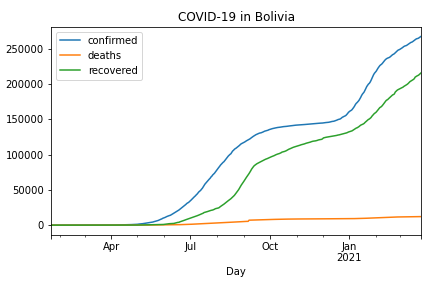 COVID-19 in Bolivia
confirmed
deaths
recovered
250000
200000
150000
100000
50000
0
Apr
Jul
Oct
Jan
2021
Day